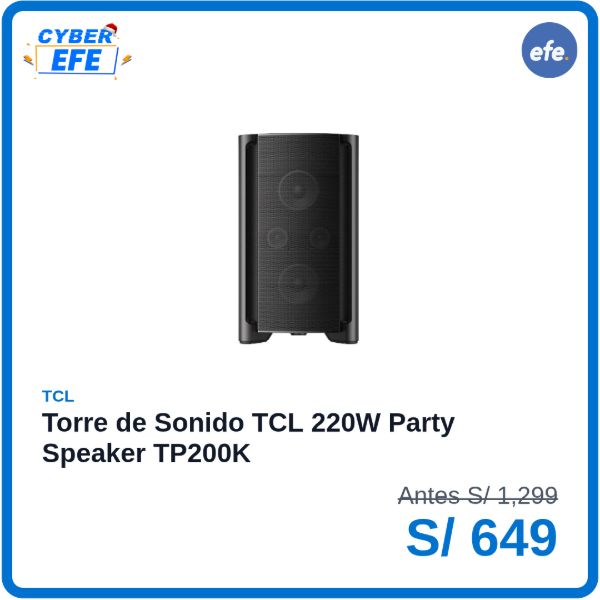 CYBER
EFE
efe.
TCL
Torre de Sonido TCL 220W Party
Speaker TP200K
Antes S/ 1,299
S/ 649